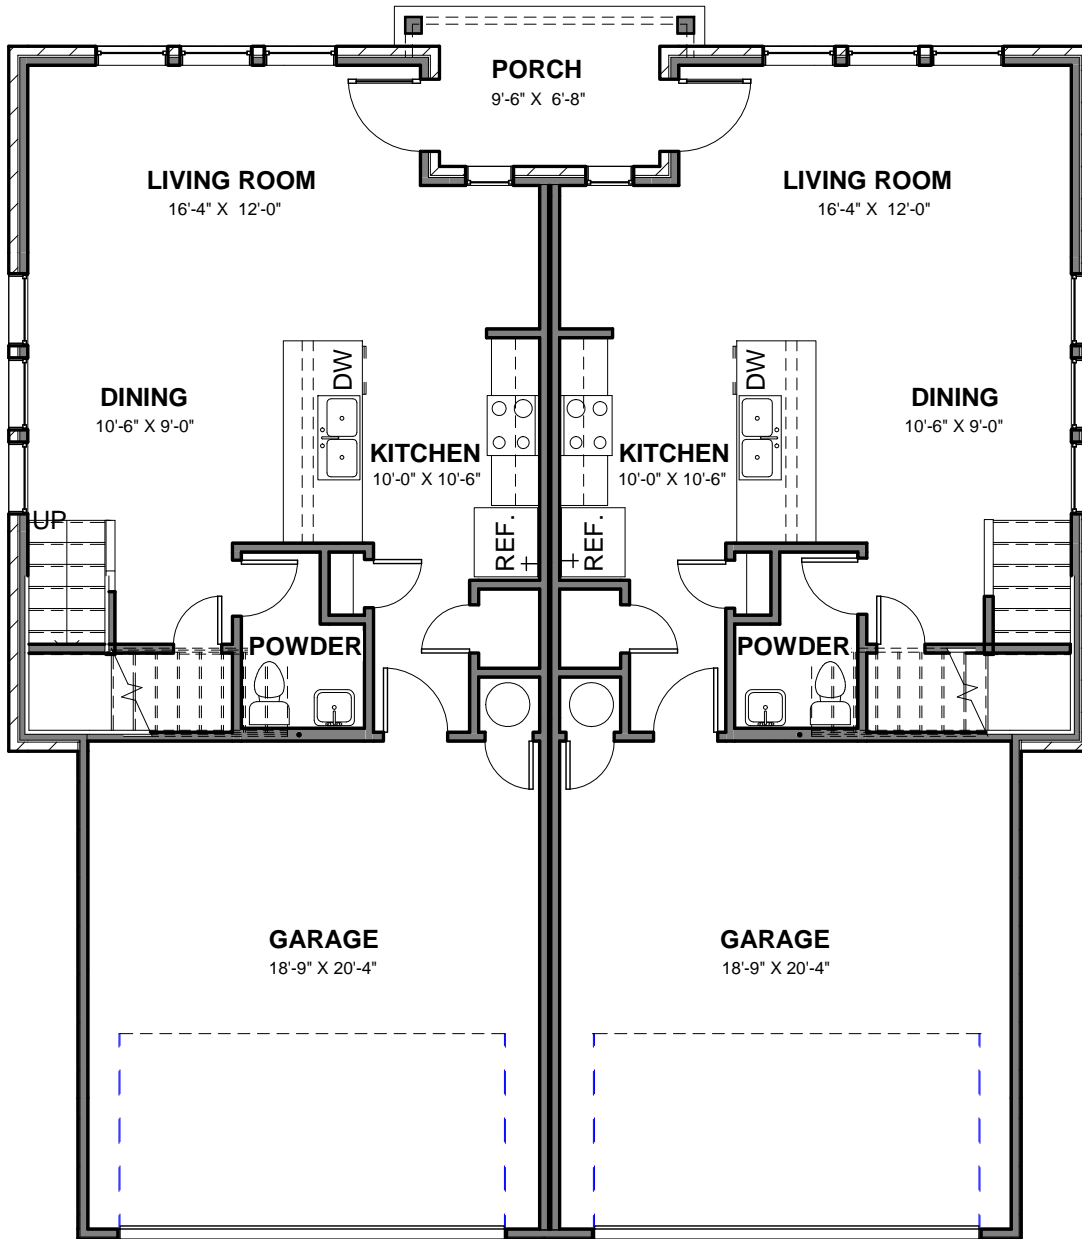 PORCH
9'-6" X 6'-8"
LIVING ROOM
16'-4" X 12'-0"
LIVING ROOM
16'-4" X 12'-0"
DW
DW
DINING
10'-6" X 9'-0"
DINING
10'-6" X 9'-0"
KITCHEN
10'-0" X 10'-6"
KITCHEN
10'-0" X 10'-6"
UP
REF.
REF.
POWDER
POWDER
GARAGE
18'-9" X 20'-4"
GARAGE
18'-9" X 20'-4"